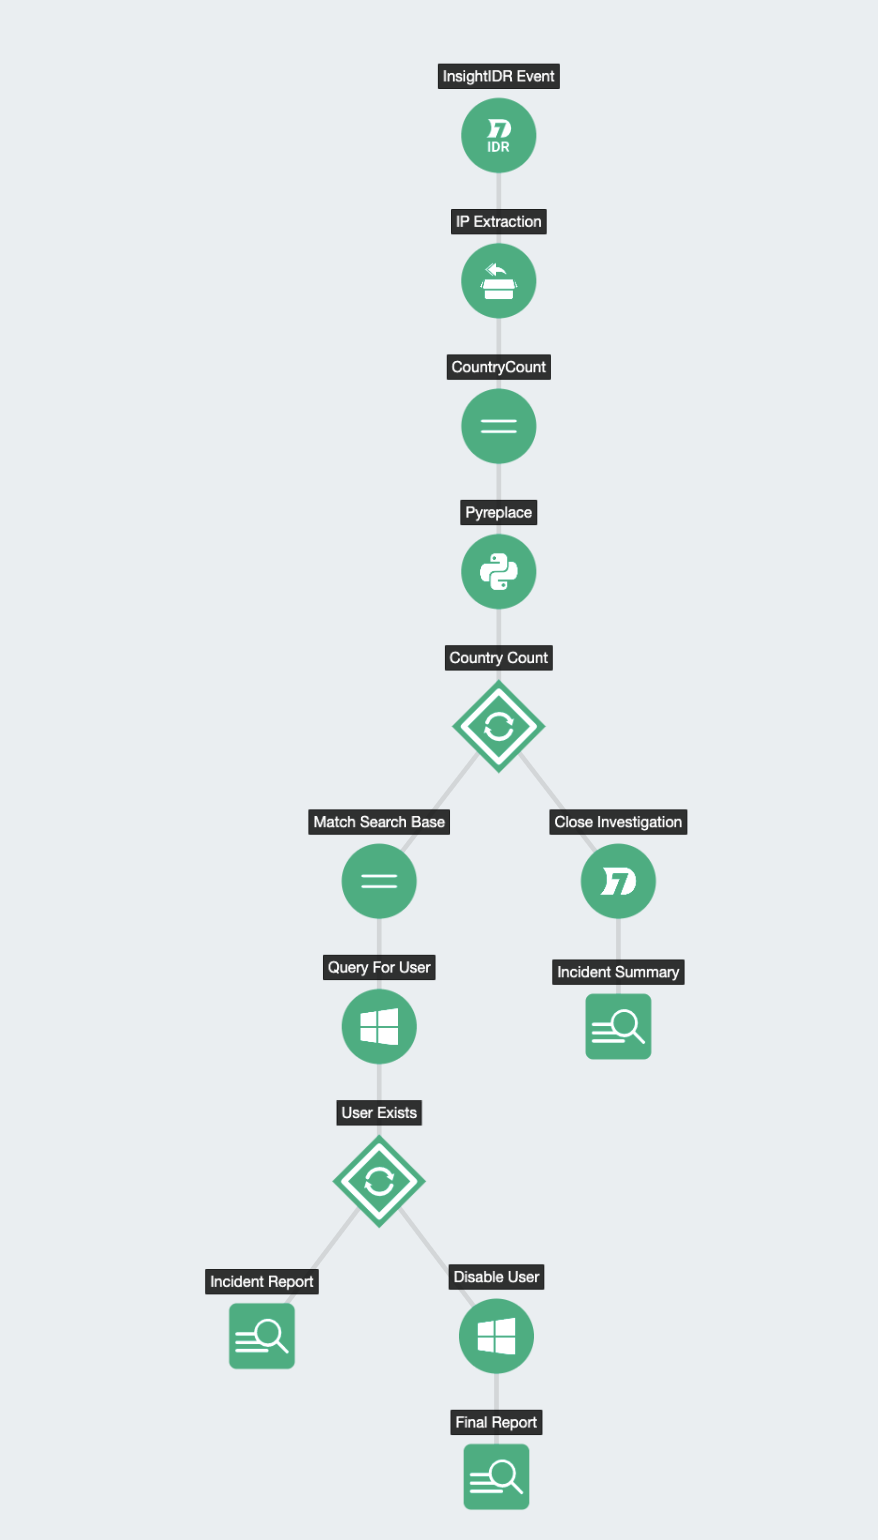 InsightIDR Event
IDR
IP Extraction
CountryCount
Pyreplace
Country Count
Match Search Base
Close Investigation
Query For User
Incident Summary
User Exists
Incident Report
Disable User
Final Report